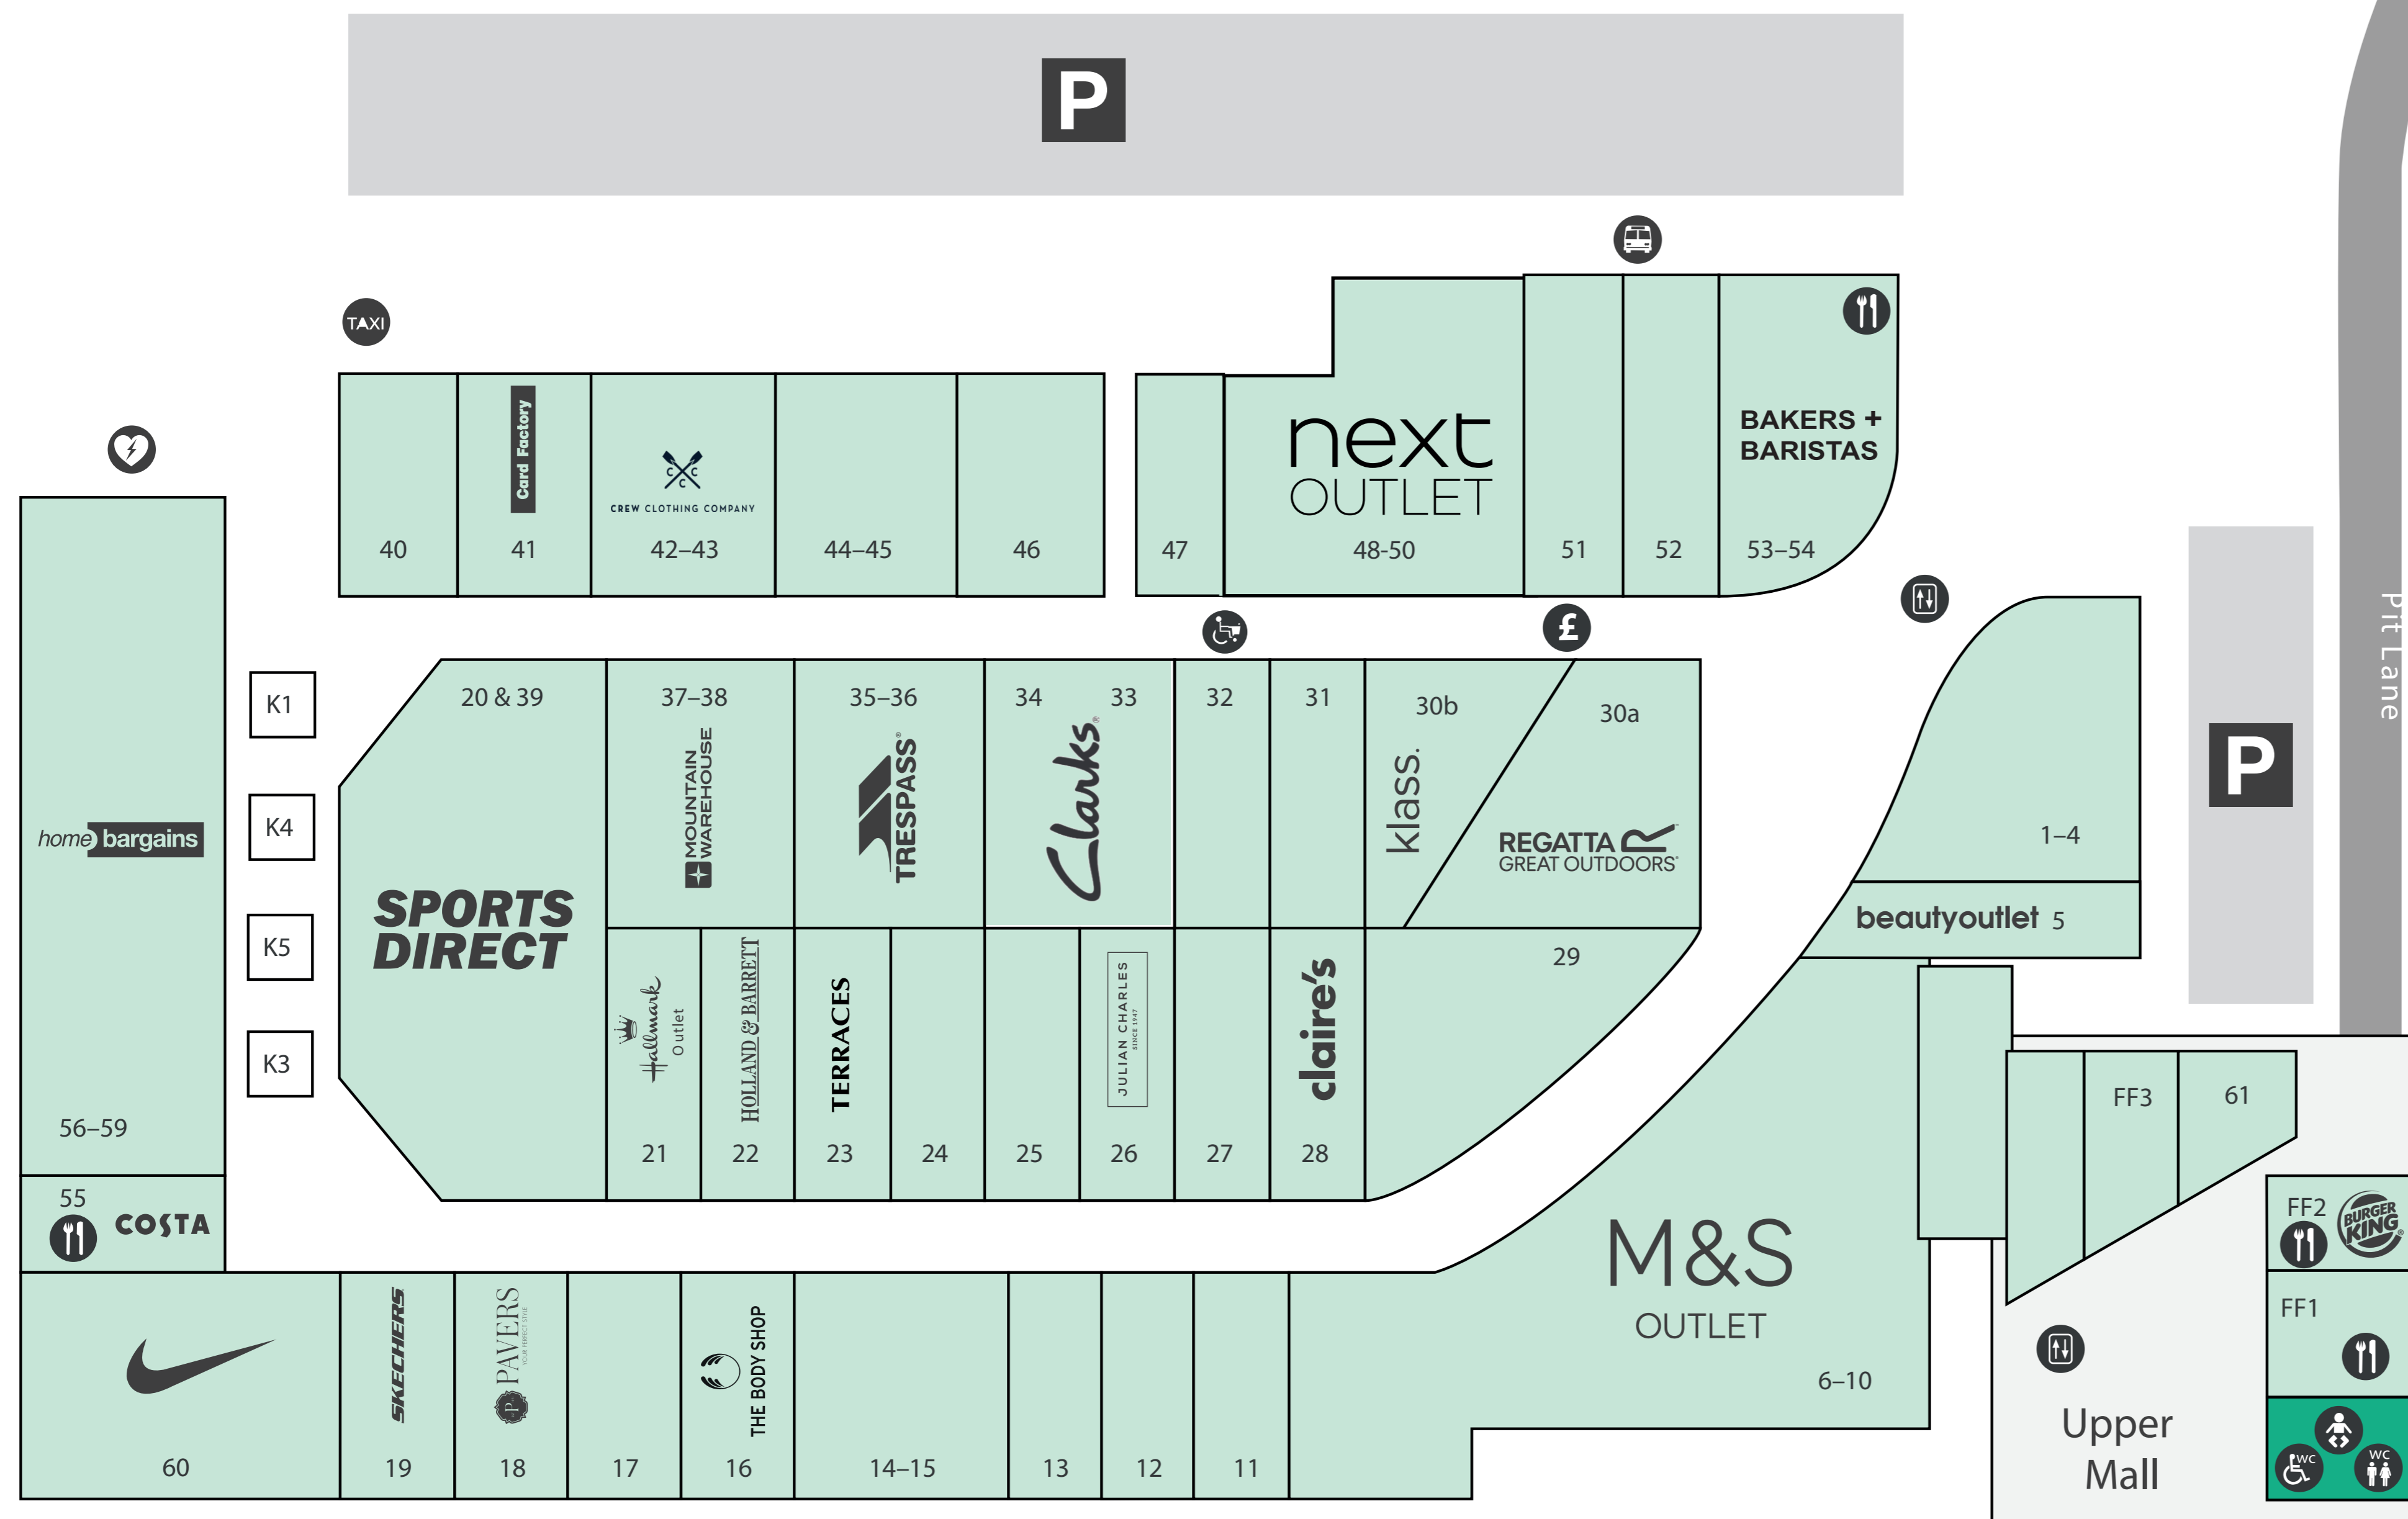 P
TAXI
Card Factory
C C
C
CREW CLOTHING COMPANY
40
41
42–43
44–45
46
47
next
OUTLET
48-50
51
52
BAKERS +
BARISTAS
53–54
£
Pit Lane
P
home bargains
56–59
55
COSTA
K1
K4
K5
K3
20 & 39
SPORTS
DIRECT
37–38
MOUNTAIN
WAREHOUSE
35–36
TRESPASS®
34
33
Clarks®
32
31
30b
klass.
30a
REGATTA
GREAT OUTDOORS
29
Hallmark
Outlet
21
HOLLAND & BARRETT
22
TERRACES
23
24
25
JULIAN CHARLES
SINCE 1947
26
27
claire's
28
1–4
beautyoutlet 5
M&S
OUTLET
6–10
FF3
61
FF2
BURGER
KING®
FF1
WC
WC
Upper
Mall
60
SKECHERS
19
PAVERS
YOUR PERFECT STYLE
P
18
17
THE BODY SHOP
16
14–15
13
12
11